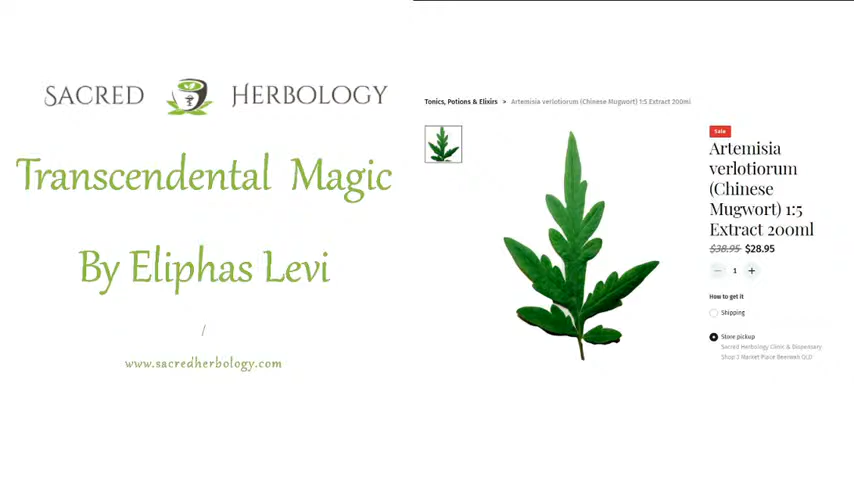 SACRED HERBOLOGY
Transcendental Magic
By Eliphas Levi
/
www.sacredherbology.com
Tonics, Potions & Elixirs > Artemisia verlotiorum (Chinese Mugwort) 1:5 Extract 200ml
Sale
Artemisia
verlotiorum
(Chinese
Mugwort) 1:5
Extract 200ml
$38.95 $28.95
− 1 +
How to get it
Shipping
Store pickup
Sacred Herbology Clinic & Dispensary
Shop 2 Market Place Beerwah QLD